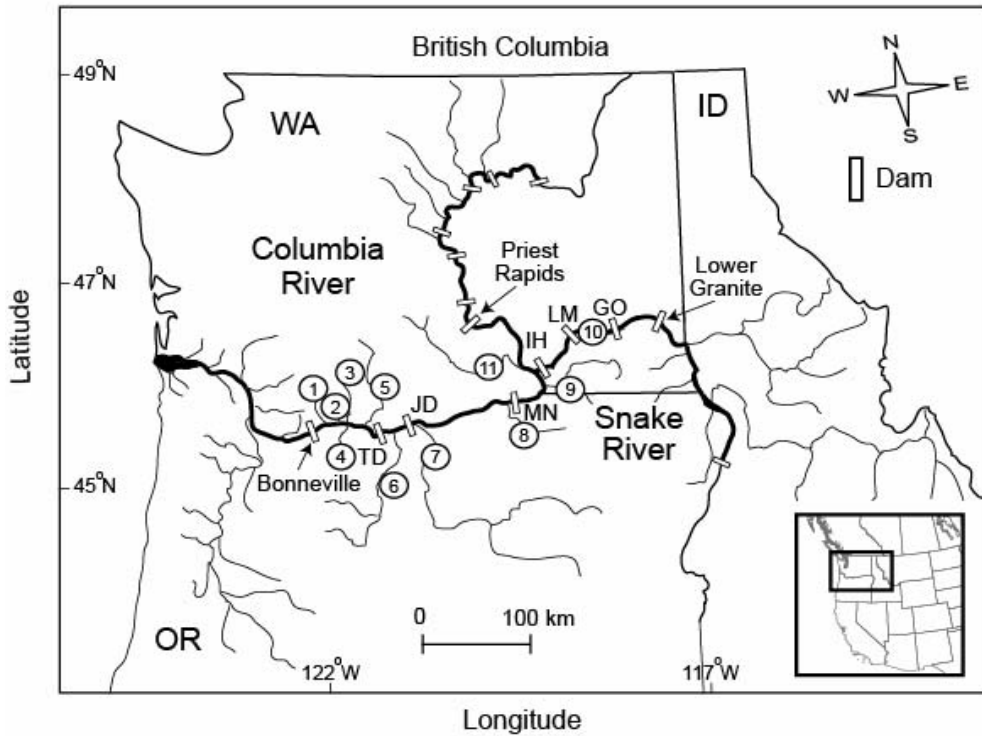 British Columbia
49°N
WA
ID
N
W
E
S
Dam
Columbia
River
Priest
Rapids
Lower
Granite
47°N
Latitude
LM
GO
10
IH
11
3
1
5
2
JD
9
MN
Snake
River
8
4
TD
7
Bonneville
6
45°N
0
100 km
OR
122°W
117°W
Longitude